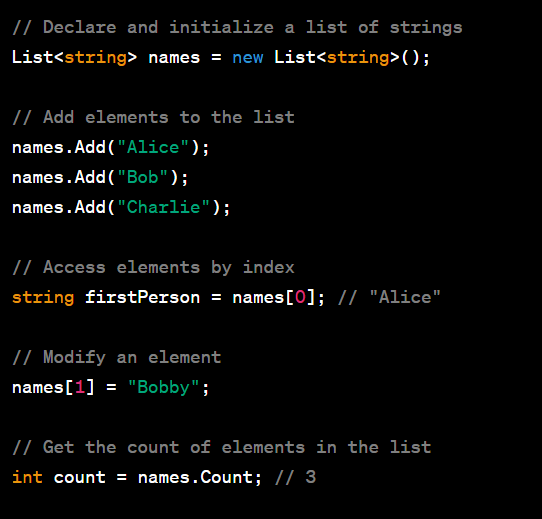 // Declare and initialize a list of strings
List<string> names = new List<string>();
// Add elements to the list
names.Add("Alice");
names.Add("Bob");
names.Add("Charlie");
// Access elements by index
string firstPerson = names[0]; // "Alice"
// Modify an element
names[1] = "Bobby";
// Get the count of elements in the list
int count = names.Count; // 3